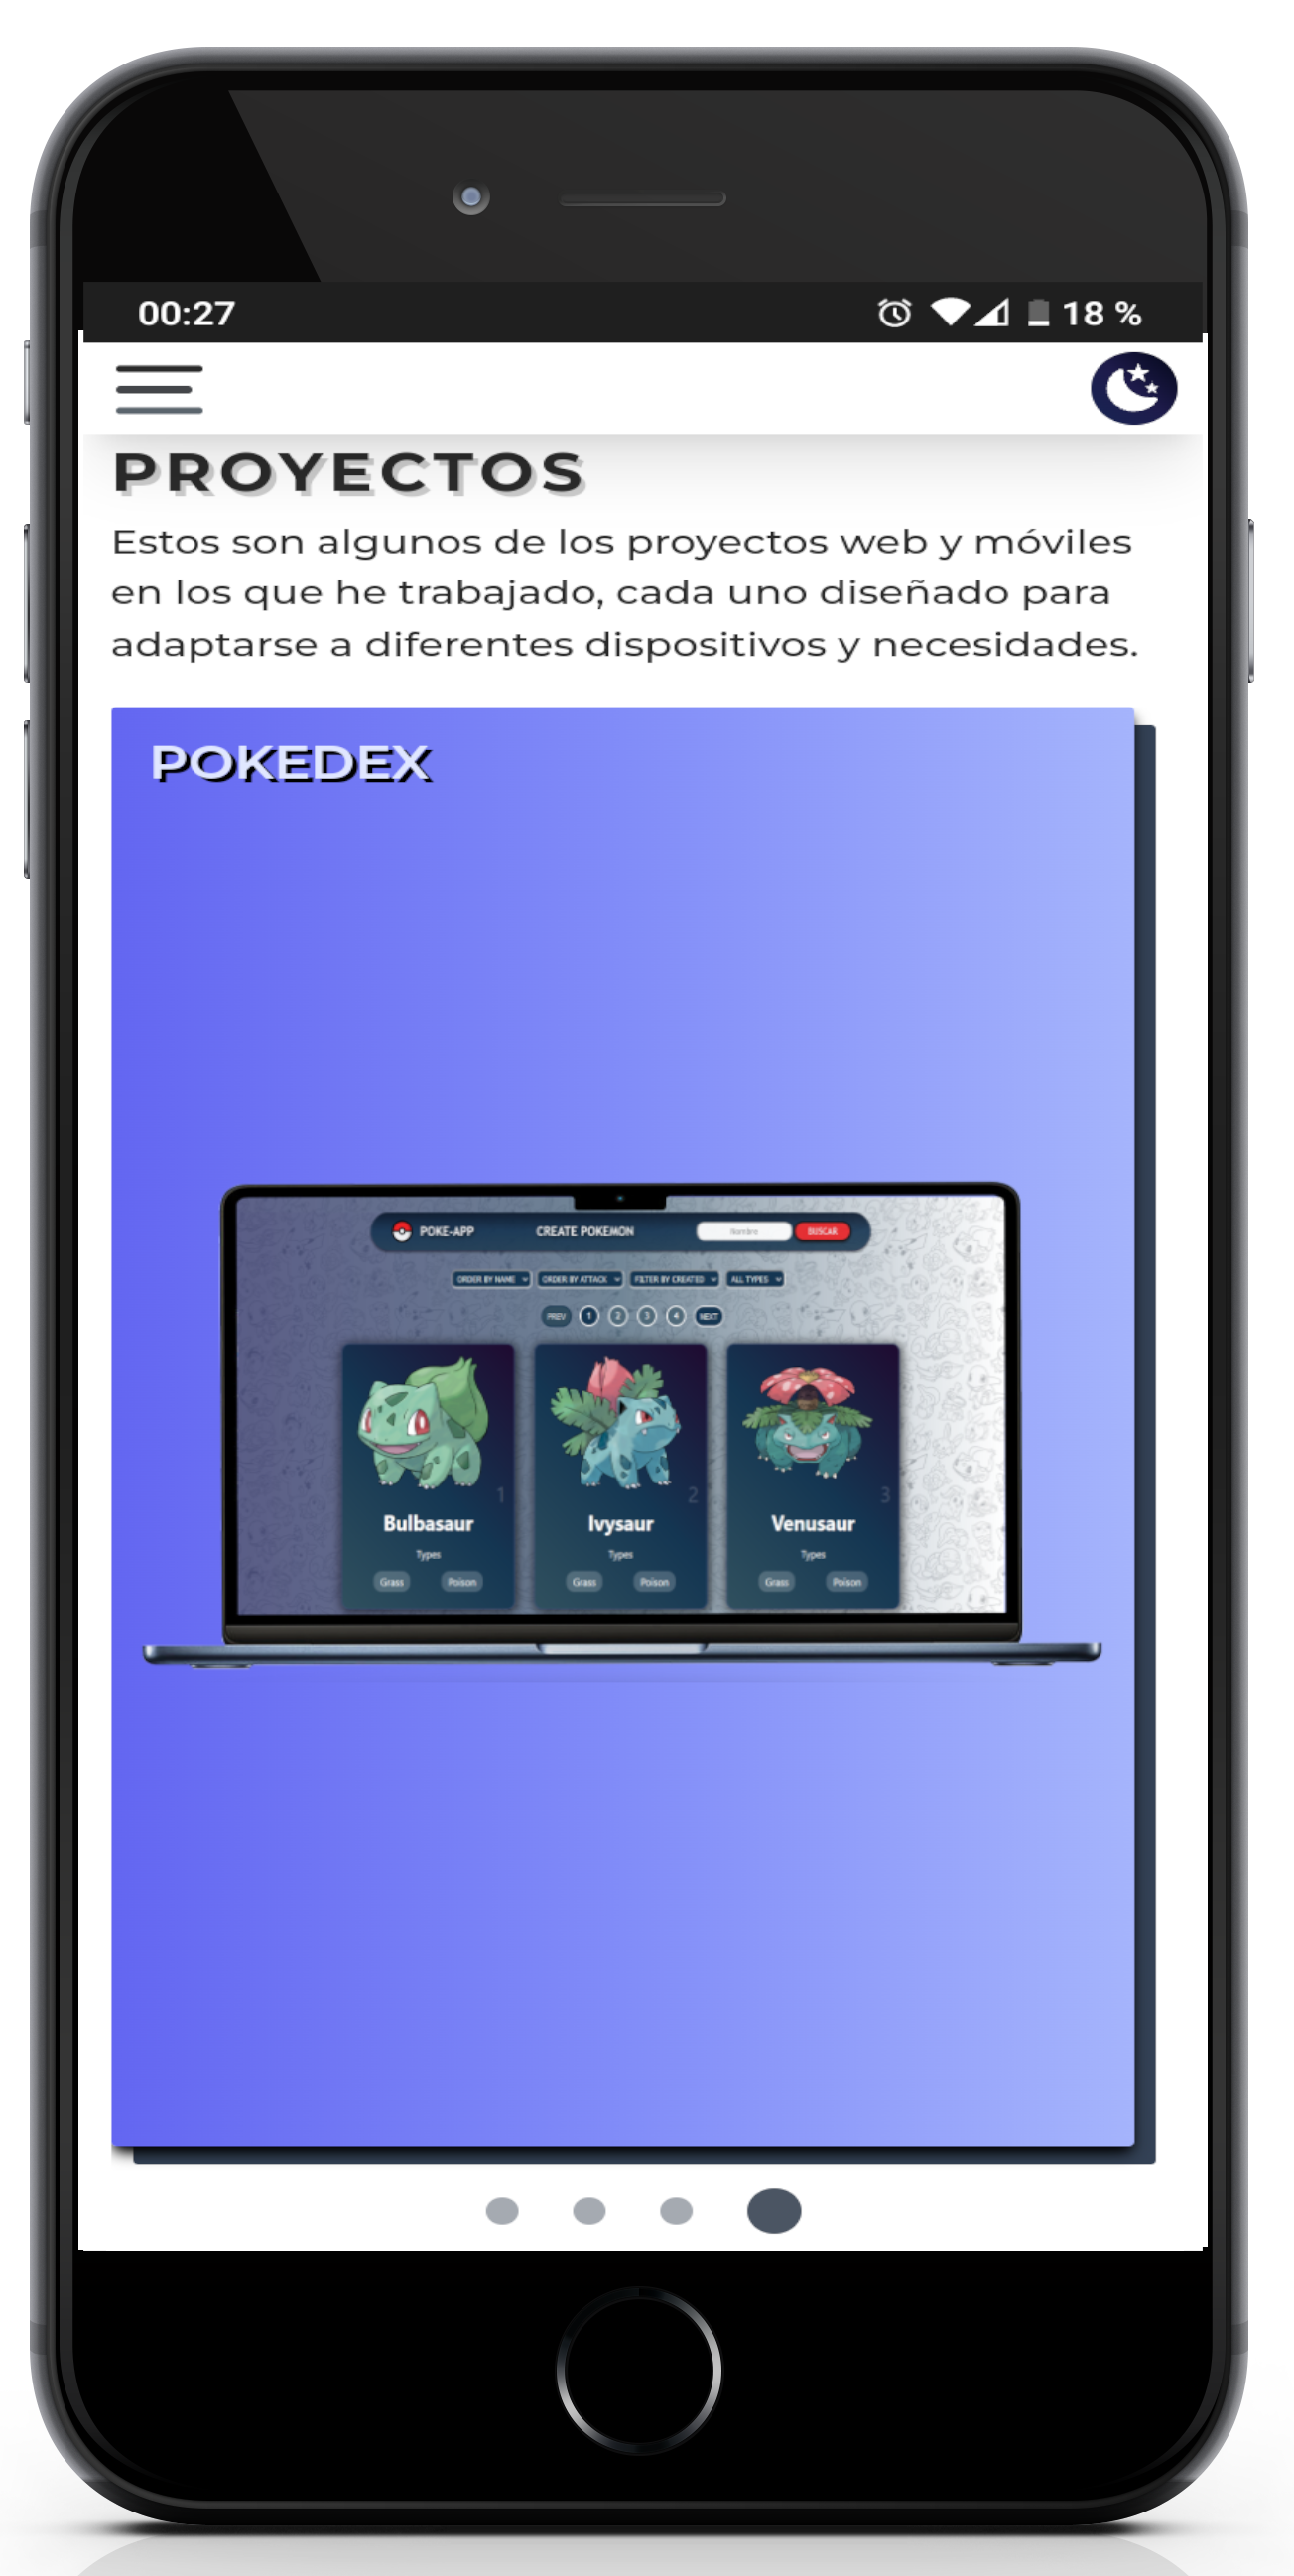 00:27 18 %
PROYECTOS
Estos son algunos de los proyectos web y móviles
en los que he trabajado, cada uno diseñado para
adaptarse a diferentes dispositivos y necesidades.
POKEDEX
POKE-APP CREATE POKEMON Nombre BUSCAR
ORDER BY NAME ORDER BY ATTACK FILTER BY CREATED ALL TYPES
PREV 1 2 3 4 NEXT
1 2 3
Bulbasaur Ivysaur Venusaur
Types Types Types
Grass Poison Grass Poison Grass Poison